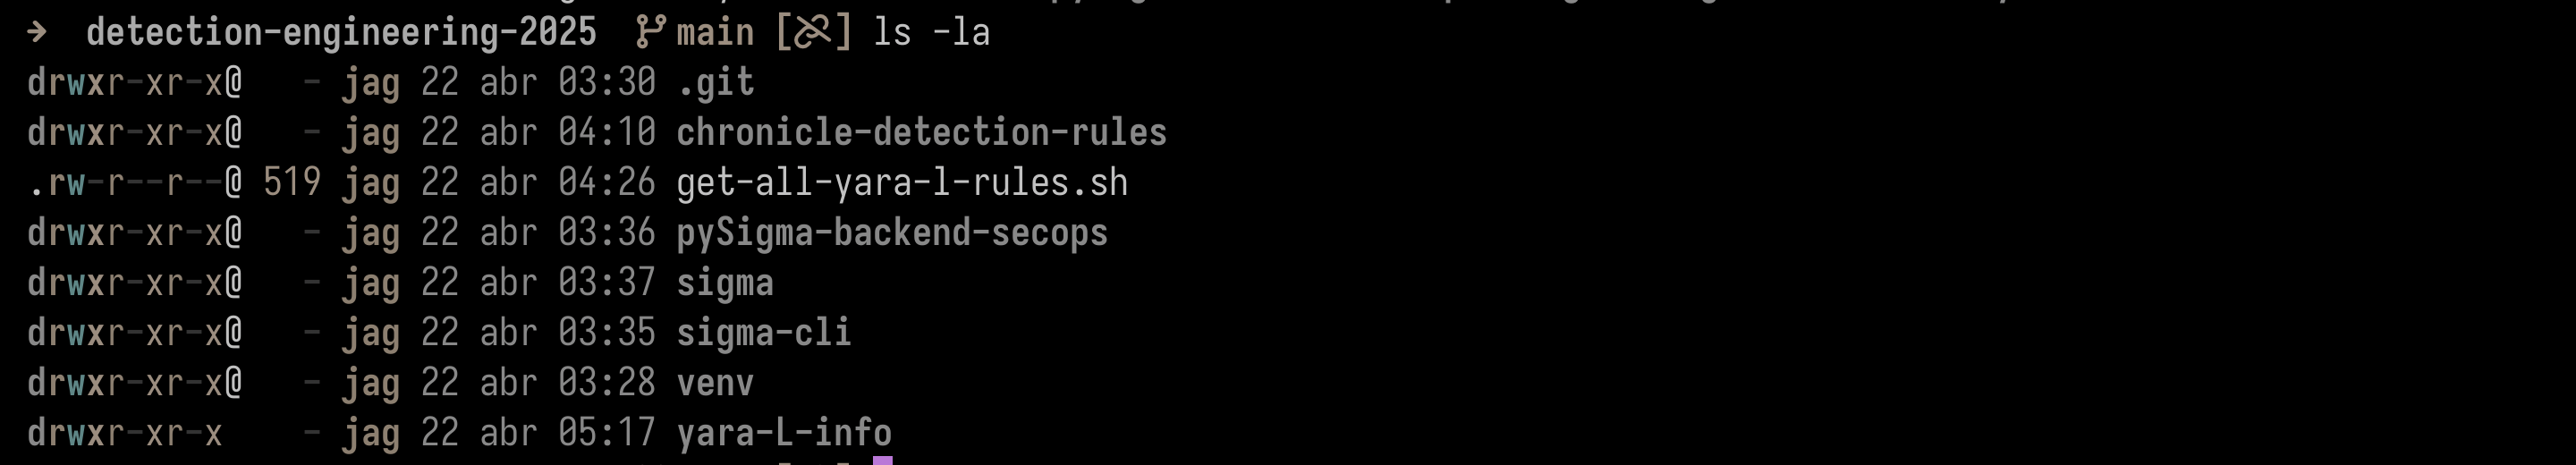 → detection-engineering-2025 main [] ls -la
drwxr-xr-x@ - jag 22 abr 03:30 .git
drwxr-xr-x@ - jag 22 abr 04:10 chronicle-detection-rules
.rw-r--r--@ 519 jag 22 abr 04:26 get-all-yara-l-rules.sh
drwxr-xr-x@ - jag 22 abr 03:36 pySigma-backend-secops
drwxr-xr-x@ - jag 22 abr 03:37 sigma
drwxr-xr-x@ - jag 22 abr 03:35 sigma-cli
drwxr-xr-x@ - jag 22 abr 03:28 venv
drwxr-xr-x - jag 22 abr 05:17 yara-L-info